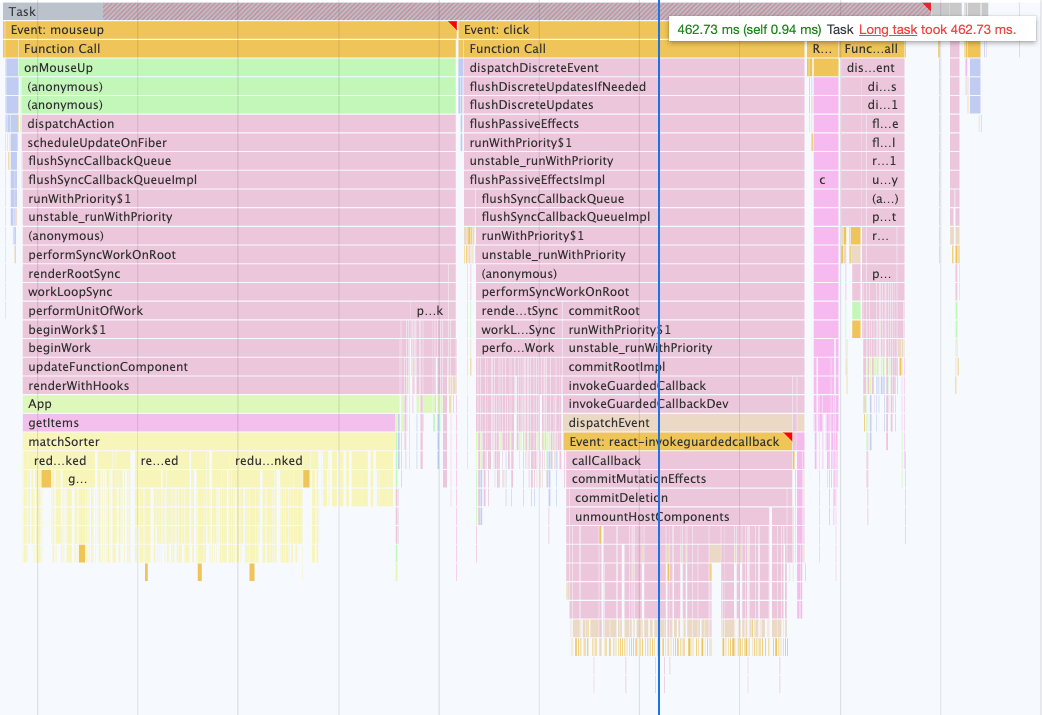 Task
462.73 ms (self 0.94 ms) Task Long task took 462.73 ms.
Event: mouseup Event: click
Function Call Function Call R... Func...all
onMouseUp dispatchDiscreteEvent dis...ent
(anonymous) flushDiscreteUpdatesIfNeeded di...s
(anonymous) flushDiscreteUpdates di...1
dispatchAction flushPassiveEffects fl...e
scheduleUpdateOnFiber runWithPriority$1 fl...l
flushSyncCallbackQueue unstable_runWithPriority r...1
flushSyncCallbackQueueImpl flushPassiveEffectsImpl c u...y
runWithPriority$1 flushSyncCallbackQueue (a...)
unstable_runWithPriority flushSyncCallbackQueueImpl p...t
(anonymous) runWithPriority$1 r...
performSyncWorkOnRoot unstable_runWithPriority
renderRootSync (anonymous) p...
workLoopSync performSyncWorkOnRoot
performUnitOfWork p...k rende...tSync commitRoot
beginWork$1 workL...Sync runWithPriority$1
beginWork perfo...Work unstable_runWithPriority
updateFunctionComponent commitRootImpl
renderWithHooks invokeGuardedCallback
App invokeGuardedCallbackDev
getItems dispatchEvent
matchSorter Event: react-invokeguardedcallback
red...ked re...ed redu...nked callCallback
g... commitMutationEffects
commitDeletion
unmountHostComponents